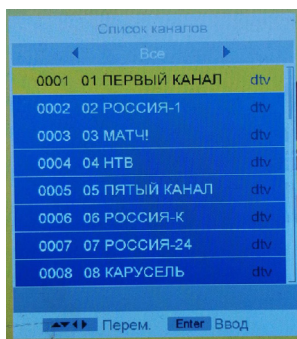 Список каналов
Все
0001 01 ПЕРВЫЙ КАНАЛ dtv
0002 02 РОССИЯ-1 dtv
0003 03 МАТЧ! dtv
0004 04 НТВ dtv
0005 05 ПЯТЫЙ КАНАЛ dtv
0006 06 РОССИЯ-К dtv
0007 07 РОССИЯ-24 dtv
0008 08 КАРУСЕЛЬ dtv
Перем. Enter Ввод